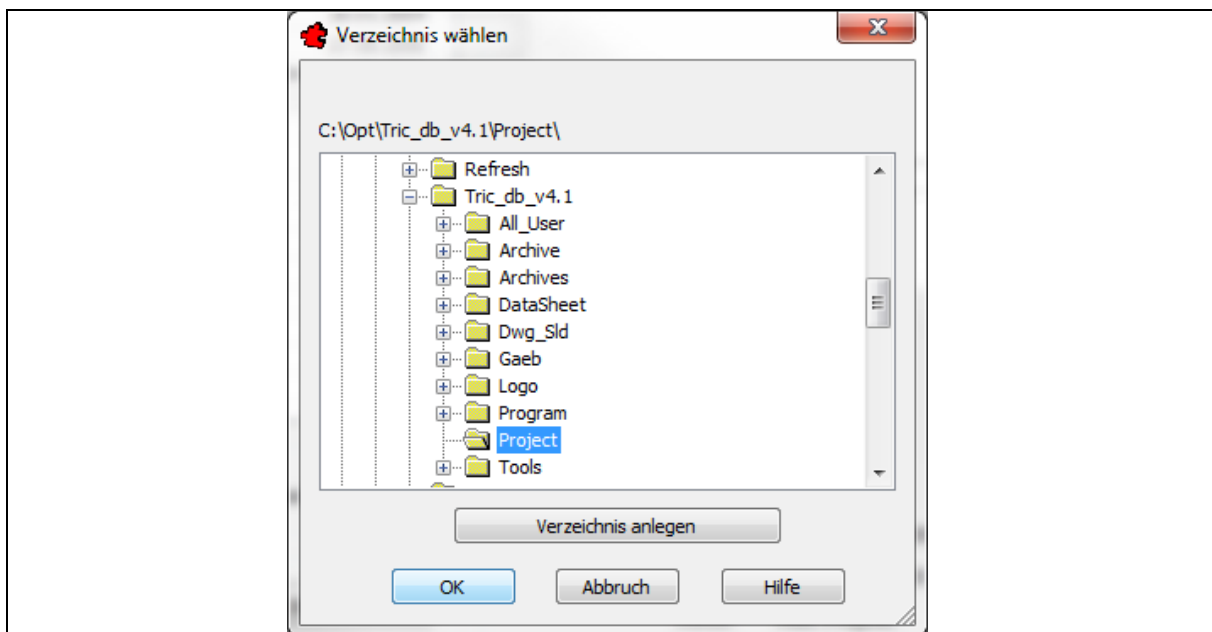 Verzeichnis wählen
C:\Opt\Tric_db_v4.1\Project\
Refresh
Tric_db_v4.1
All_User
Archive
Archives
DataSheet
Dwg_Sld
Gaeb
Logo
Program
Project
Tools
Verzeichnis anlegen
OK Abbruch Hilfe